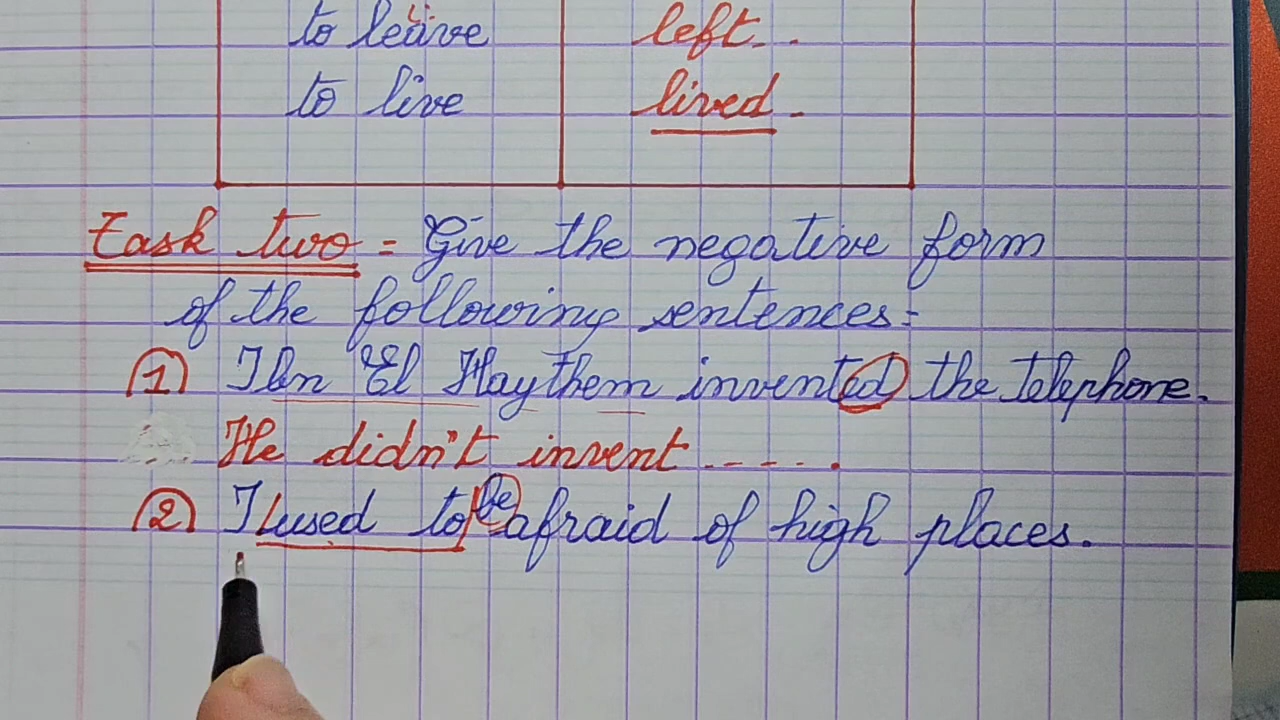 to leave left..
to live lived.
Task two = Give the negative form
of the following sentences:
① Ibn El Haythem invented the telephone.
He didn't invent - - - - .
② I used to be afraid of high places.